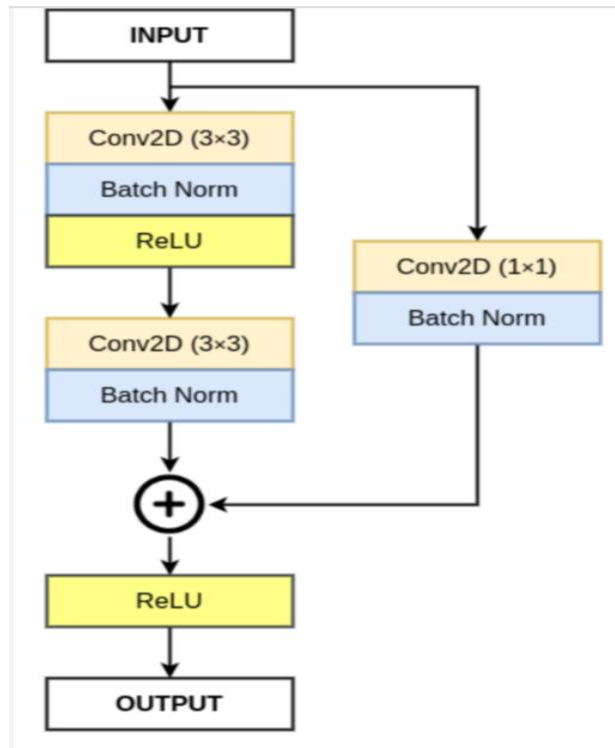 INPUT
Conv2D (3×3)
Batch Norm
ReLU
Conv2D (1×1)
Batch Norm
Conv2D (3×3)
Batch Norm
+
ReLU
OUTPUT